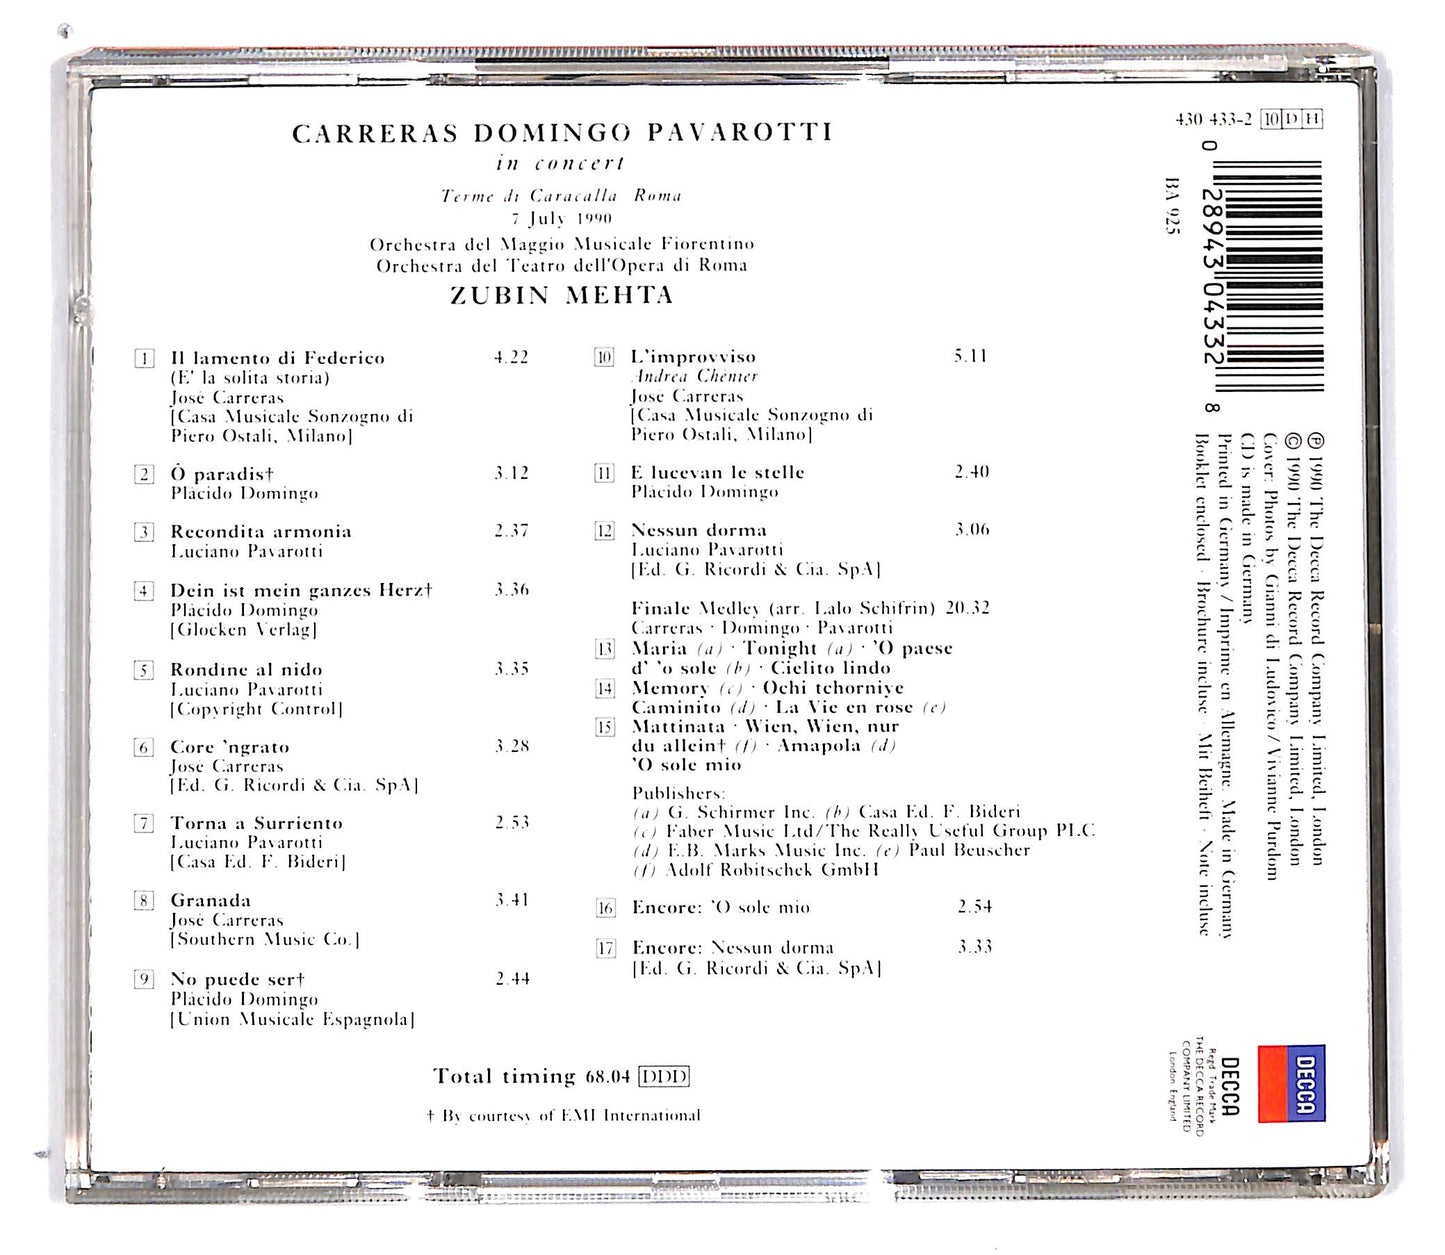 CARRERAS DOMINGO PAVAROTTI
in concert
Terme di Caracalla Roma
7 July 1990
Orchestra del Maggio Musicale Fiorentino
Orchestra del Teatro dell'Opera di Roma
ZUBIN MEHTA
1 Il lamento di Federico 4.22
(E' la solita storia)
José Carreras
[Casa Musicale Sonzogno di
Piero Ostali, Milano]
2 Ô paradis† 3.12
Plácido Domingo
3 Recondita armonia 2.37
Luciano Pavarotti
4 Dein ist mein ganzes Herz† 3.36
Plácido Domingo
[Glocken Verlag]
5 Rondine al nido 3.35
Luciano Pavarotti
[Copyright Control]
6 Core 'ngrato 3.28
José Carreras
[Ed. G. Ricordi & Cia. SpA]
7 Torna a Surriento 2.53
Luciano Pavarotti
[Casa Ed. F. Bideri]
8 Granada 3.41
José Carreras
[Southern Music Co.]
9 No puede ser† 2.44
Plácido Domingo
[Union Musicale Espagnola]
10 L'improvviso 5.11
Andrea Chénier
José Carreras
[Casa Musicale Sonzogno di
Piero Ostali, Milano]
11 E lucevan le stelle 2.40
Plácido Domingo
12 Nessun dorma 3.06
Luciano Pavarotti
[Ed. G. Ricordi & Cia. SpA]
Finale Medley (arr. Lalo Schifrin) 20.32
Carreras · Domingo · Pavarotti
13 Maria (a) · Tonight (a) · 'O paese
d' 'o sole (b) · Cielito lindo
14 Memory (c) · Ochi tchorniye
Caminito (d) · La Vie en rose (e)
15 Mattinata · Wien, Wien, nur
du allein† (f) · Amapola (d)
'O sole mio
Publishers:
(a) G. Schirmer Inc. (b) Casa Ed. F. Bideri
(c) Faber Music Ltd/The Really Useful Group PLC
(d) E.B. Marks Music Inc. (e) Paul Beuscher
(f) Adolf Robitschek GmbH
16 Encore: 'O sole mio 2.54
17 Encore: Nessun dorma 3.33
[Ed. G. Ricordi & Cia. SpA]
Total timing 68.04 DDD
† By courtesy of EMI International
430 433-2 10 D H
BA 925
0 28943 04332 8
℗ 1990 The Decca Record Company Limited, London
© 1990 The Decca Record Company Limited, London
Cover: Photos by Gianni di Ludovico/Vivianne Purdom
CD is made in Germany
Printed in Germany/Imprimé en Allemagne. Made in Germany
Booklet enclosed · Brochure incluse · Mit Beiheft · Note incluse
DECCA
DECCA
Regd. Trade Mark
THE DECCA RECORD
COMPANY LIMITED
London England